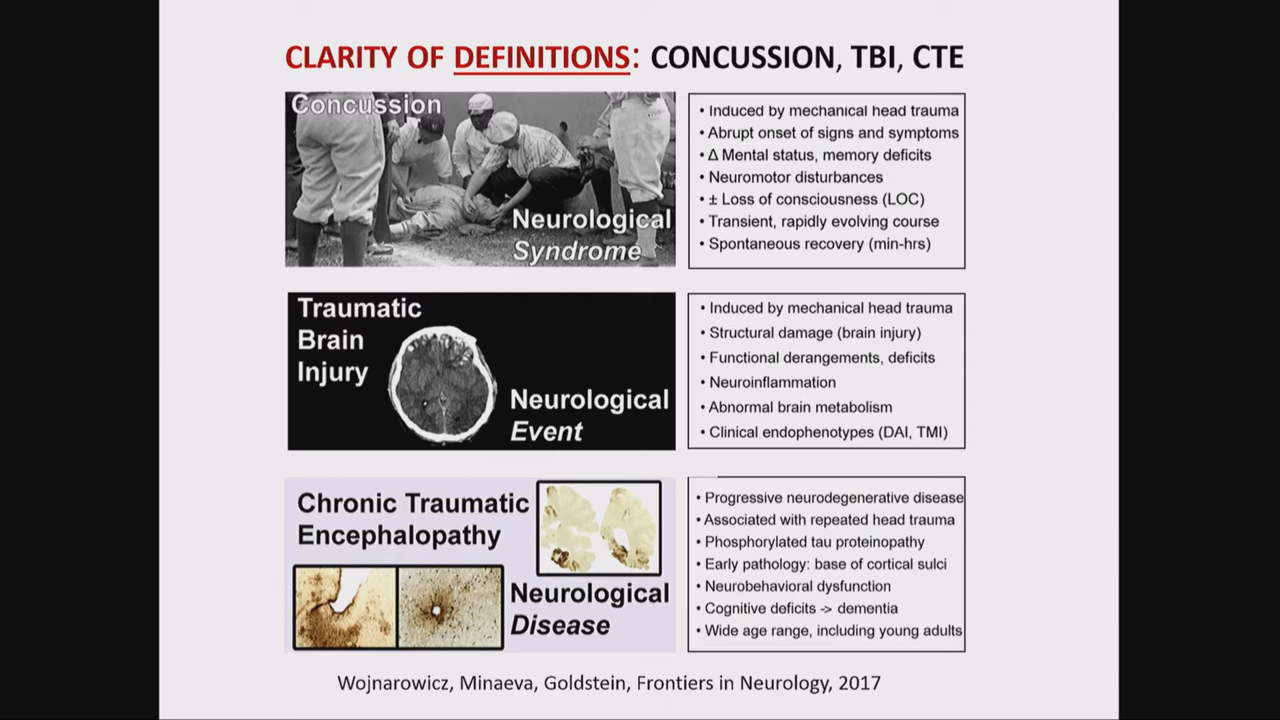 CLARITY OF DEFINITIONS: CONCUSSION, TBI, CTE
Concussion
Neurological
Syndrome
• Induced by mechanical head trauma
• Abrupt onset of signs and symptoms
• Δ Mental status, memory deficits
• Neuromotor disturbances
• ± Loss of consciousness (LOC)
• Transient, rapidly evolving course
• Spontaneous recovery (min-hrs)
Traumatic
Brain
Injury
Neurological
Event
• Induced by mechanical head trauma
• Structural damage (brain injury)
• Functional derangements, deficits
• Neuroinflammation
• Abnormal brain metabolism
• Clinical endophenotypes (DAI, TMI)
Chronic Traumatic
Encephalopathy
Neurological
Disease
• Progressive neurodegenerative disease
• Associated with repeated head trauma
• Phosphorylated tau proteinopathy
• Early pathology: base of cortical sulci
• Neurobehavioral dysfunction
• Cognitive deficits -> dementia
• Wide age range, including young adults
Wojnarowicz, Minaeva, Goldstein, Frontiers in Neurology, 2017